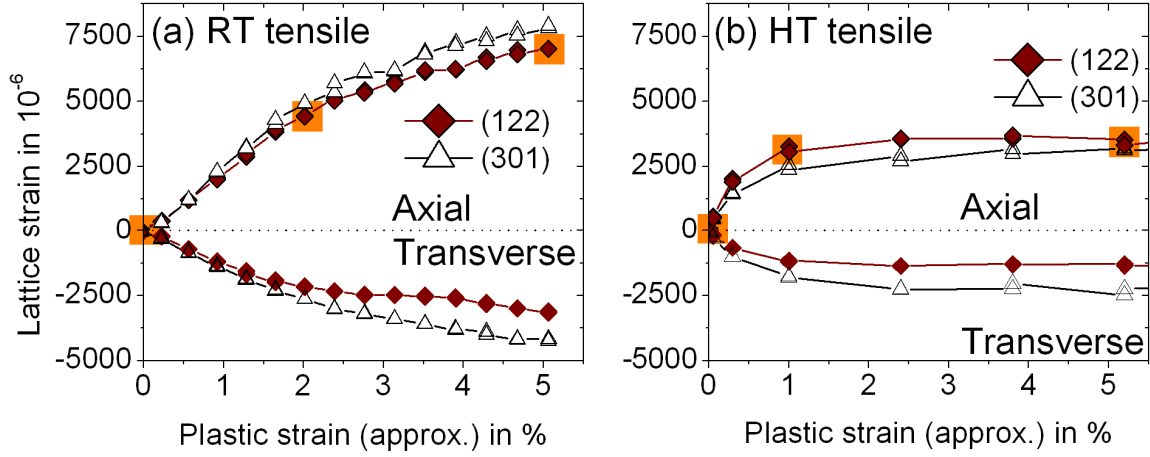 (a) RT tensile
(122)
(301)
Axial
Transverse
7500
5000
2500
0
-2500
-5000
0 1 2 3 4 5
Lattice strain in 10⁻⁶
Plastic strain (approx.) in %
(b) HT tensile
(122)
(301)
Axial
Transverse
7500
5000
2500
0
-2500
-5000
0 1 2 3 4 5
Plastic strain (approx.) in %